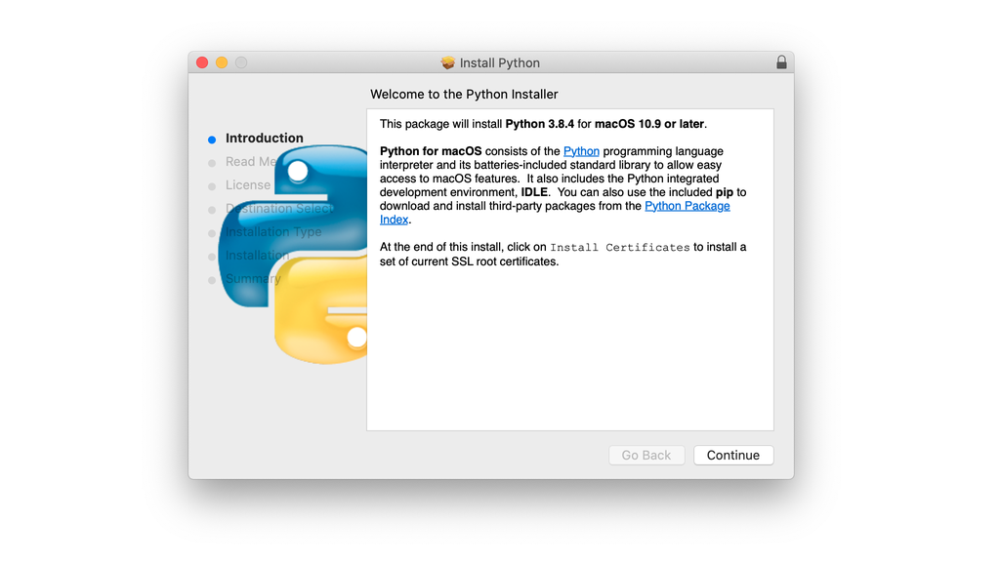 Install Python
Welcome to the Python Installer
Introduction
Read Me
License
Destination Select
Installation Type
Installation
Summary
This package will install Python 3.8.4 for macOS 10.9 or later.
Python for macOS consists of the Python programming language
interpreter and its batteries-included standard library to allow easy
access to macOS features.  It also includes the Python integrated
development environment, IDLE.  You can also use the included pip to
download and install third-party packages from the Python Package
Index.
At the end of this install, click on Install Certificates to install a
set of current SSL root certificates.
Go Back
Continue